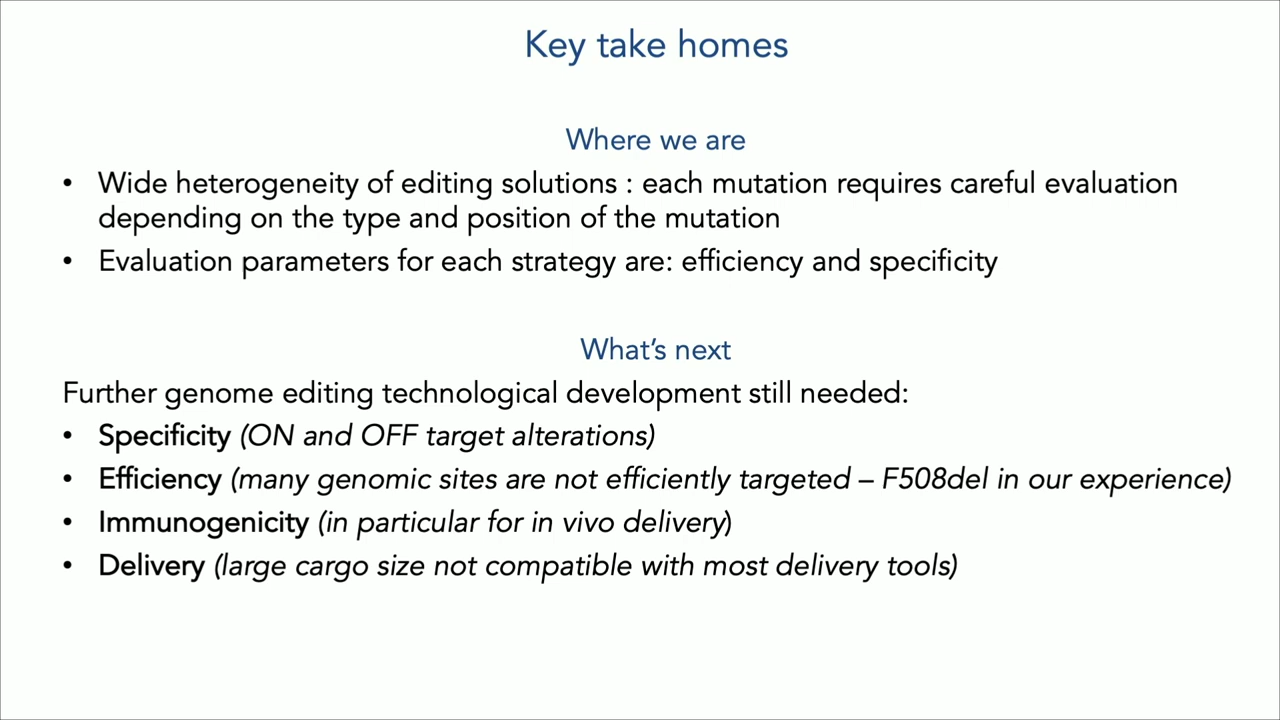 Key take homes
Where we are
• Wide heterogeneity of editing solutions : each mutation requires careful evaluation
depending on the type and position of the mutation
• Evaluation parameters for each strategy are: efficiency and specificity
What's next
Further genome editing technological development still needed:
• Specificity (ON and OFF target alterations)
• Efficiency (many genomic sites are not efficiently targeted – F508del in our experience)
• Immunogenicity (in particular for in vivo delivery)
• Delivery (large cargo size not compatible with most delivery tools)